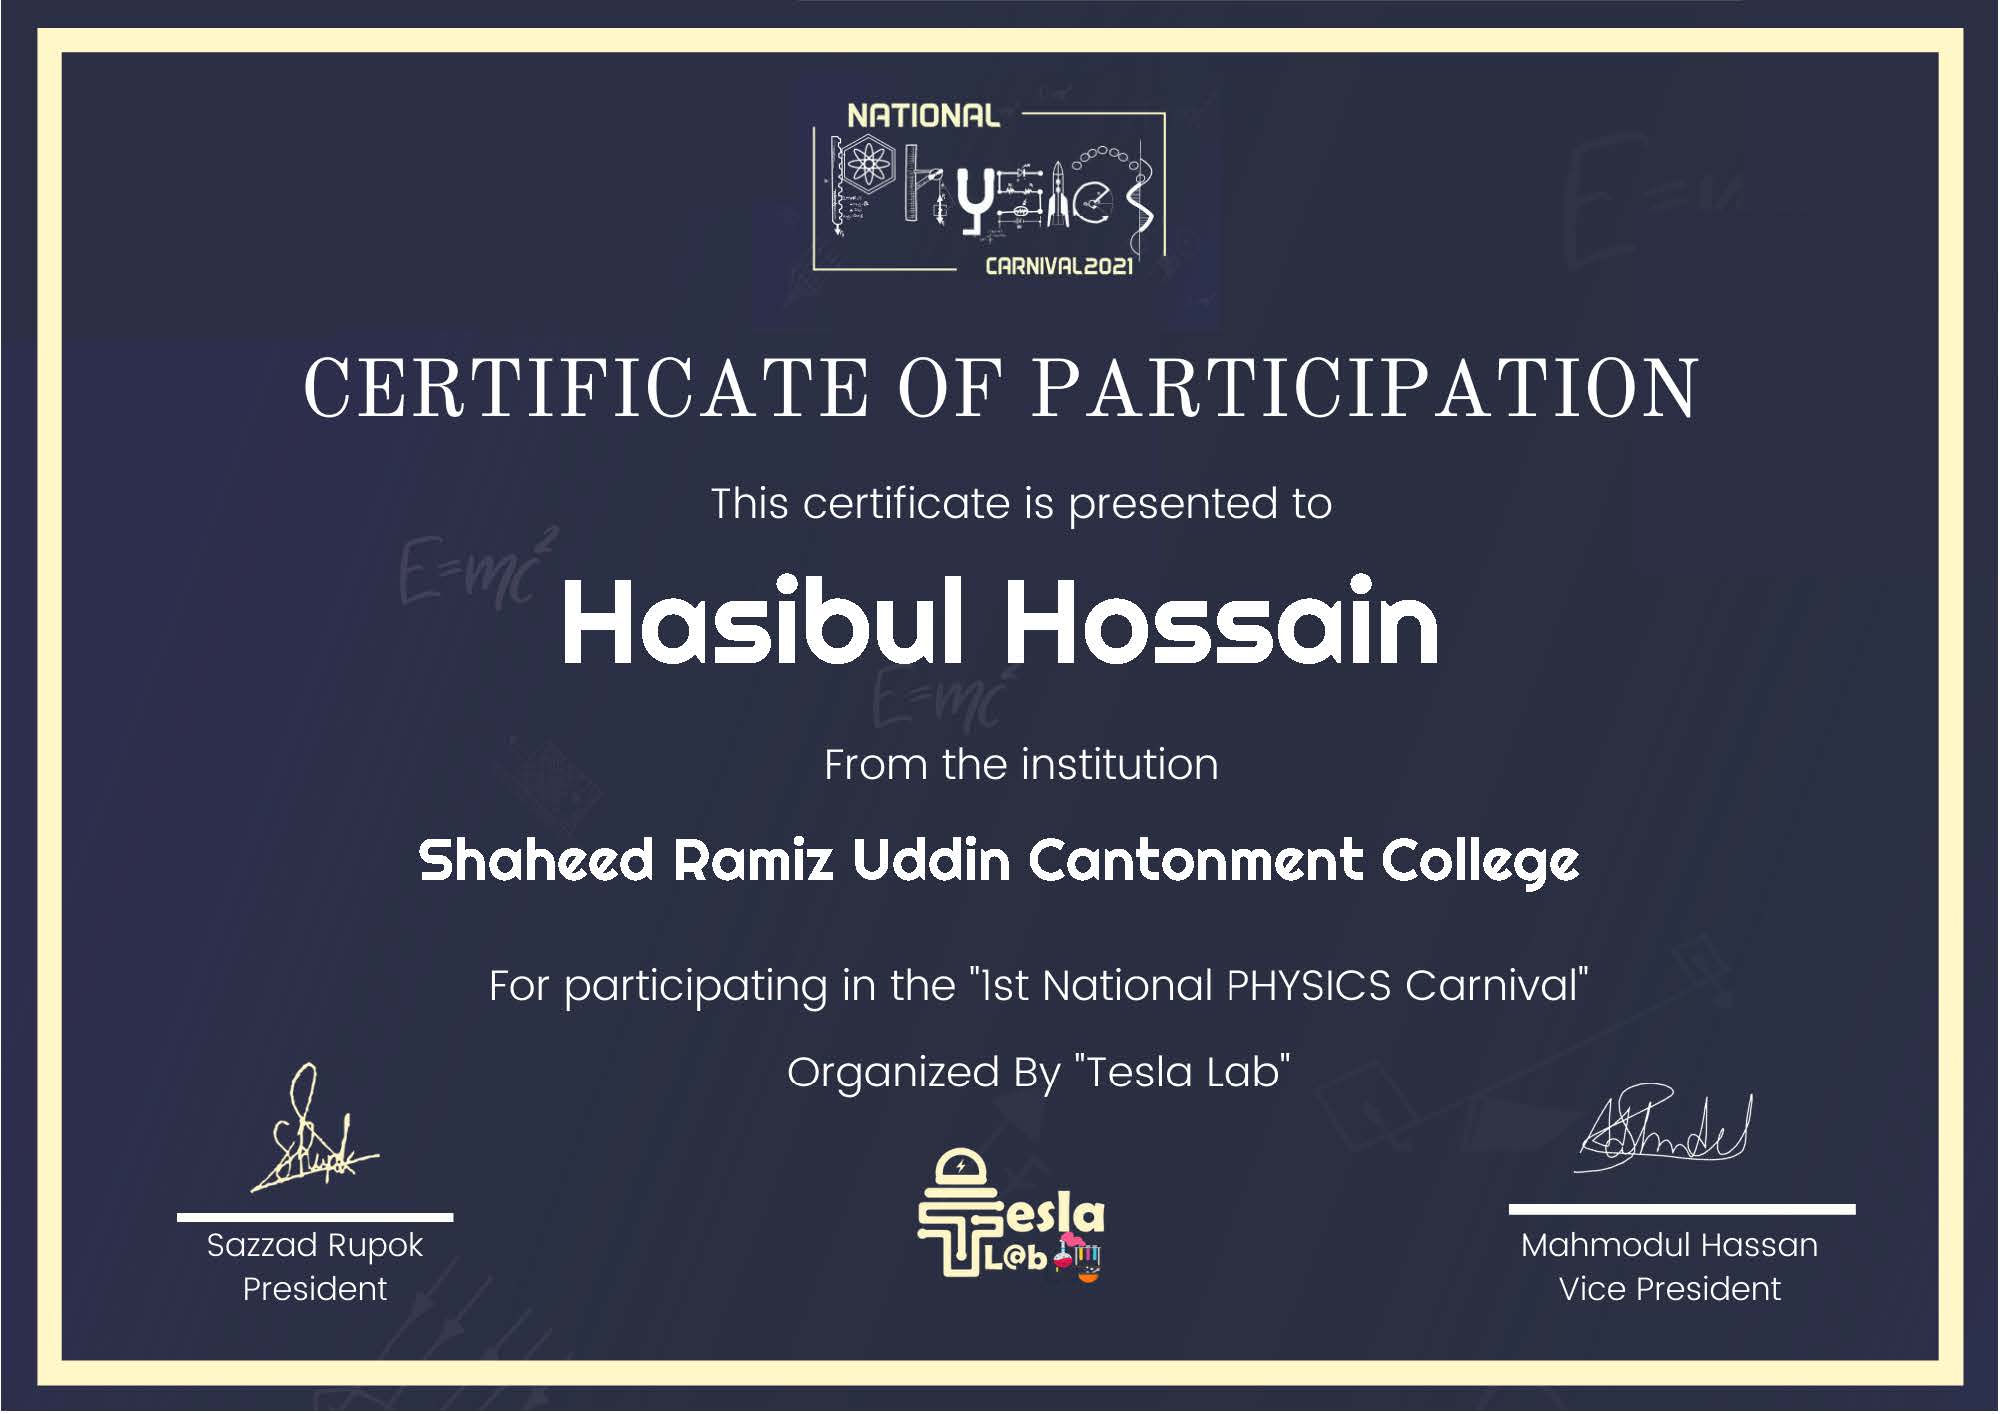 NATIONAL
Physics
CARNIVAL2021
CERTIFICATE OF PARTICIPATION
This certificate is presented to
E=mc²
Hasibul Hossain
E=mc²
From the institution
Shaheed Ramiz Uddin Cantonment College
For participating in the "1st National PHYSICS Carnival"
Organized By "Tesla Lab"
Tesla
L@b
Sazzad Rupok
President
Mahmodul Hassan
Vice President